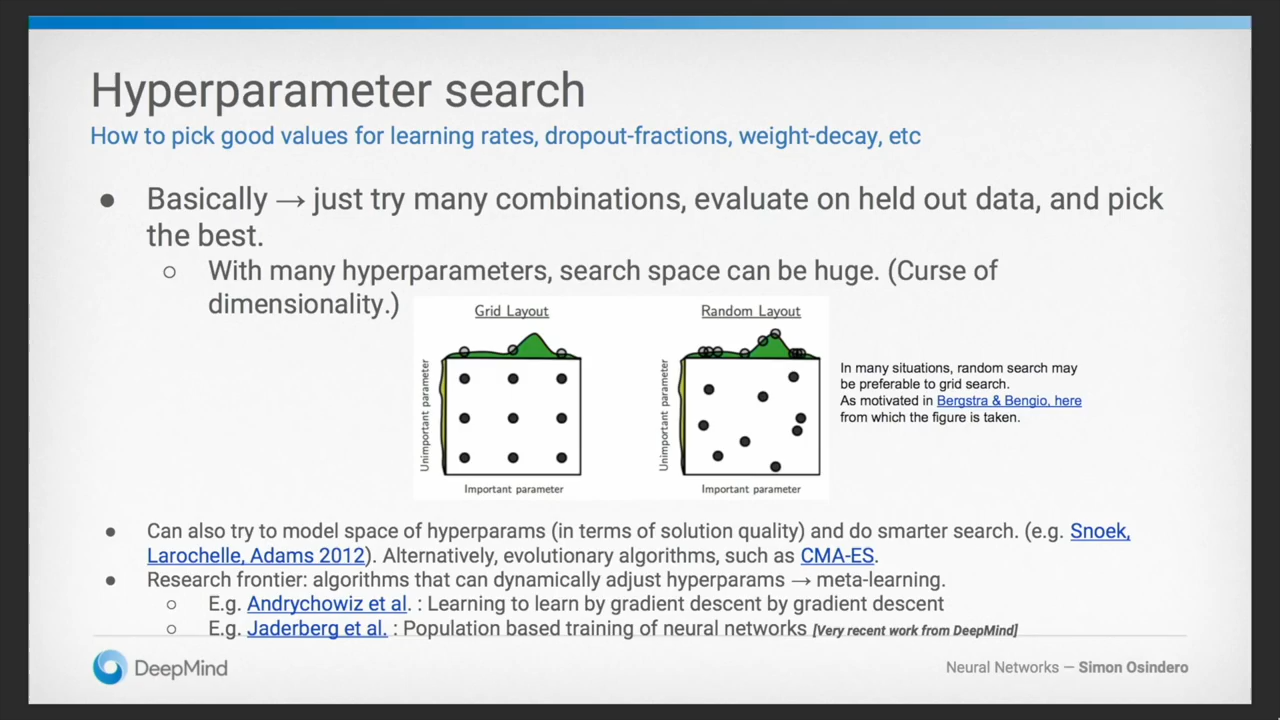 Hyperparameter search
How to pick good values for learning rates, dropout-fractions, weight-decay, etc
● Basically → just try many combinations, evaluate on held out data, and pick
the best.
○ With many hyperparameters, search space can be huge. (Curse of
dimensionality.)
Grid Layout
Unimportant parameter
Important parameter
Random Layout
Unimportant parameter
Important parameter
In many situations, random search may
be preferable to grid search.
As motivated in Bergstra & Bengio, here
from which the figure is taken.
● Can also try to model space of hyperparams (in terms of solution quality) and do smarter search. (e.g. Snoek,
Larochelle, Adams 2012). Alternatively, evolutionary algorithms, such as CMA-ES.
● Research frontier: algorithms that can dynamically adjust hyperparams → meta-learning.
○ E.g. Andrychowiz et al. : Learning to learn by gradient descent by gradient descent
○ E.g. Jaderberg et al. : Population based training of neural networks [Very recent work from DeepMind]
DeepMind
Neural Networks — Simon Osindero